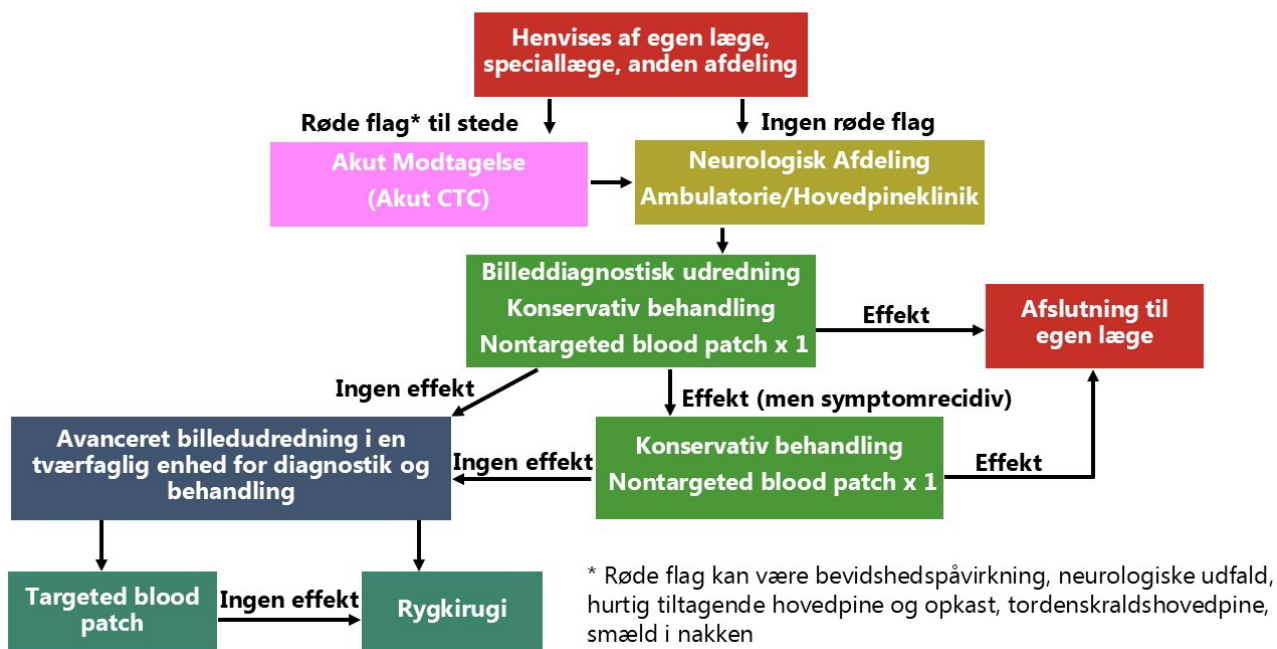 Henvises af egen læge,
speciallæge, anden afdeling
Røde flag* til stede
Ingen røde flag
Akut Modtagelse
(Akut CTC)
Neurologisk Afdeling
Ambulatorie/Hovedpineklinik
Billeddiagnostisk udredning
Konservativ behandling
Nontargeted blood patch x 1
Effekt
Afslutning til
egen læge
Ingen effekt
Effekt (men symptomrecidiv)
Avanceret billedudredning i en
tværfaglig enhed for diagnostik og
behandling
Ingen effekt
Konservativ behandling
Nontargeted blood patch x 1
Effekt
Targeted blood
patch
Ingen effekt
Rygkirugi
* Røde flag kan være bevidshedspåvirkning, neurologiske udfald,
hurtig tiltagende hovedpine og opkast, tordenskraldshovedpine,
smæld i nakken